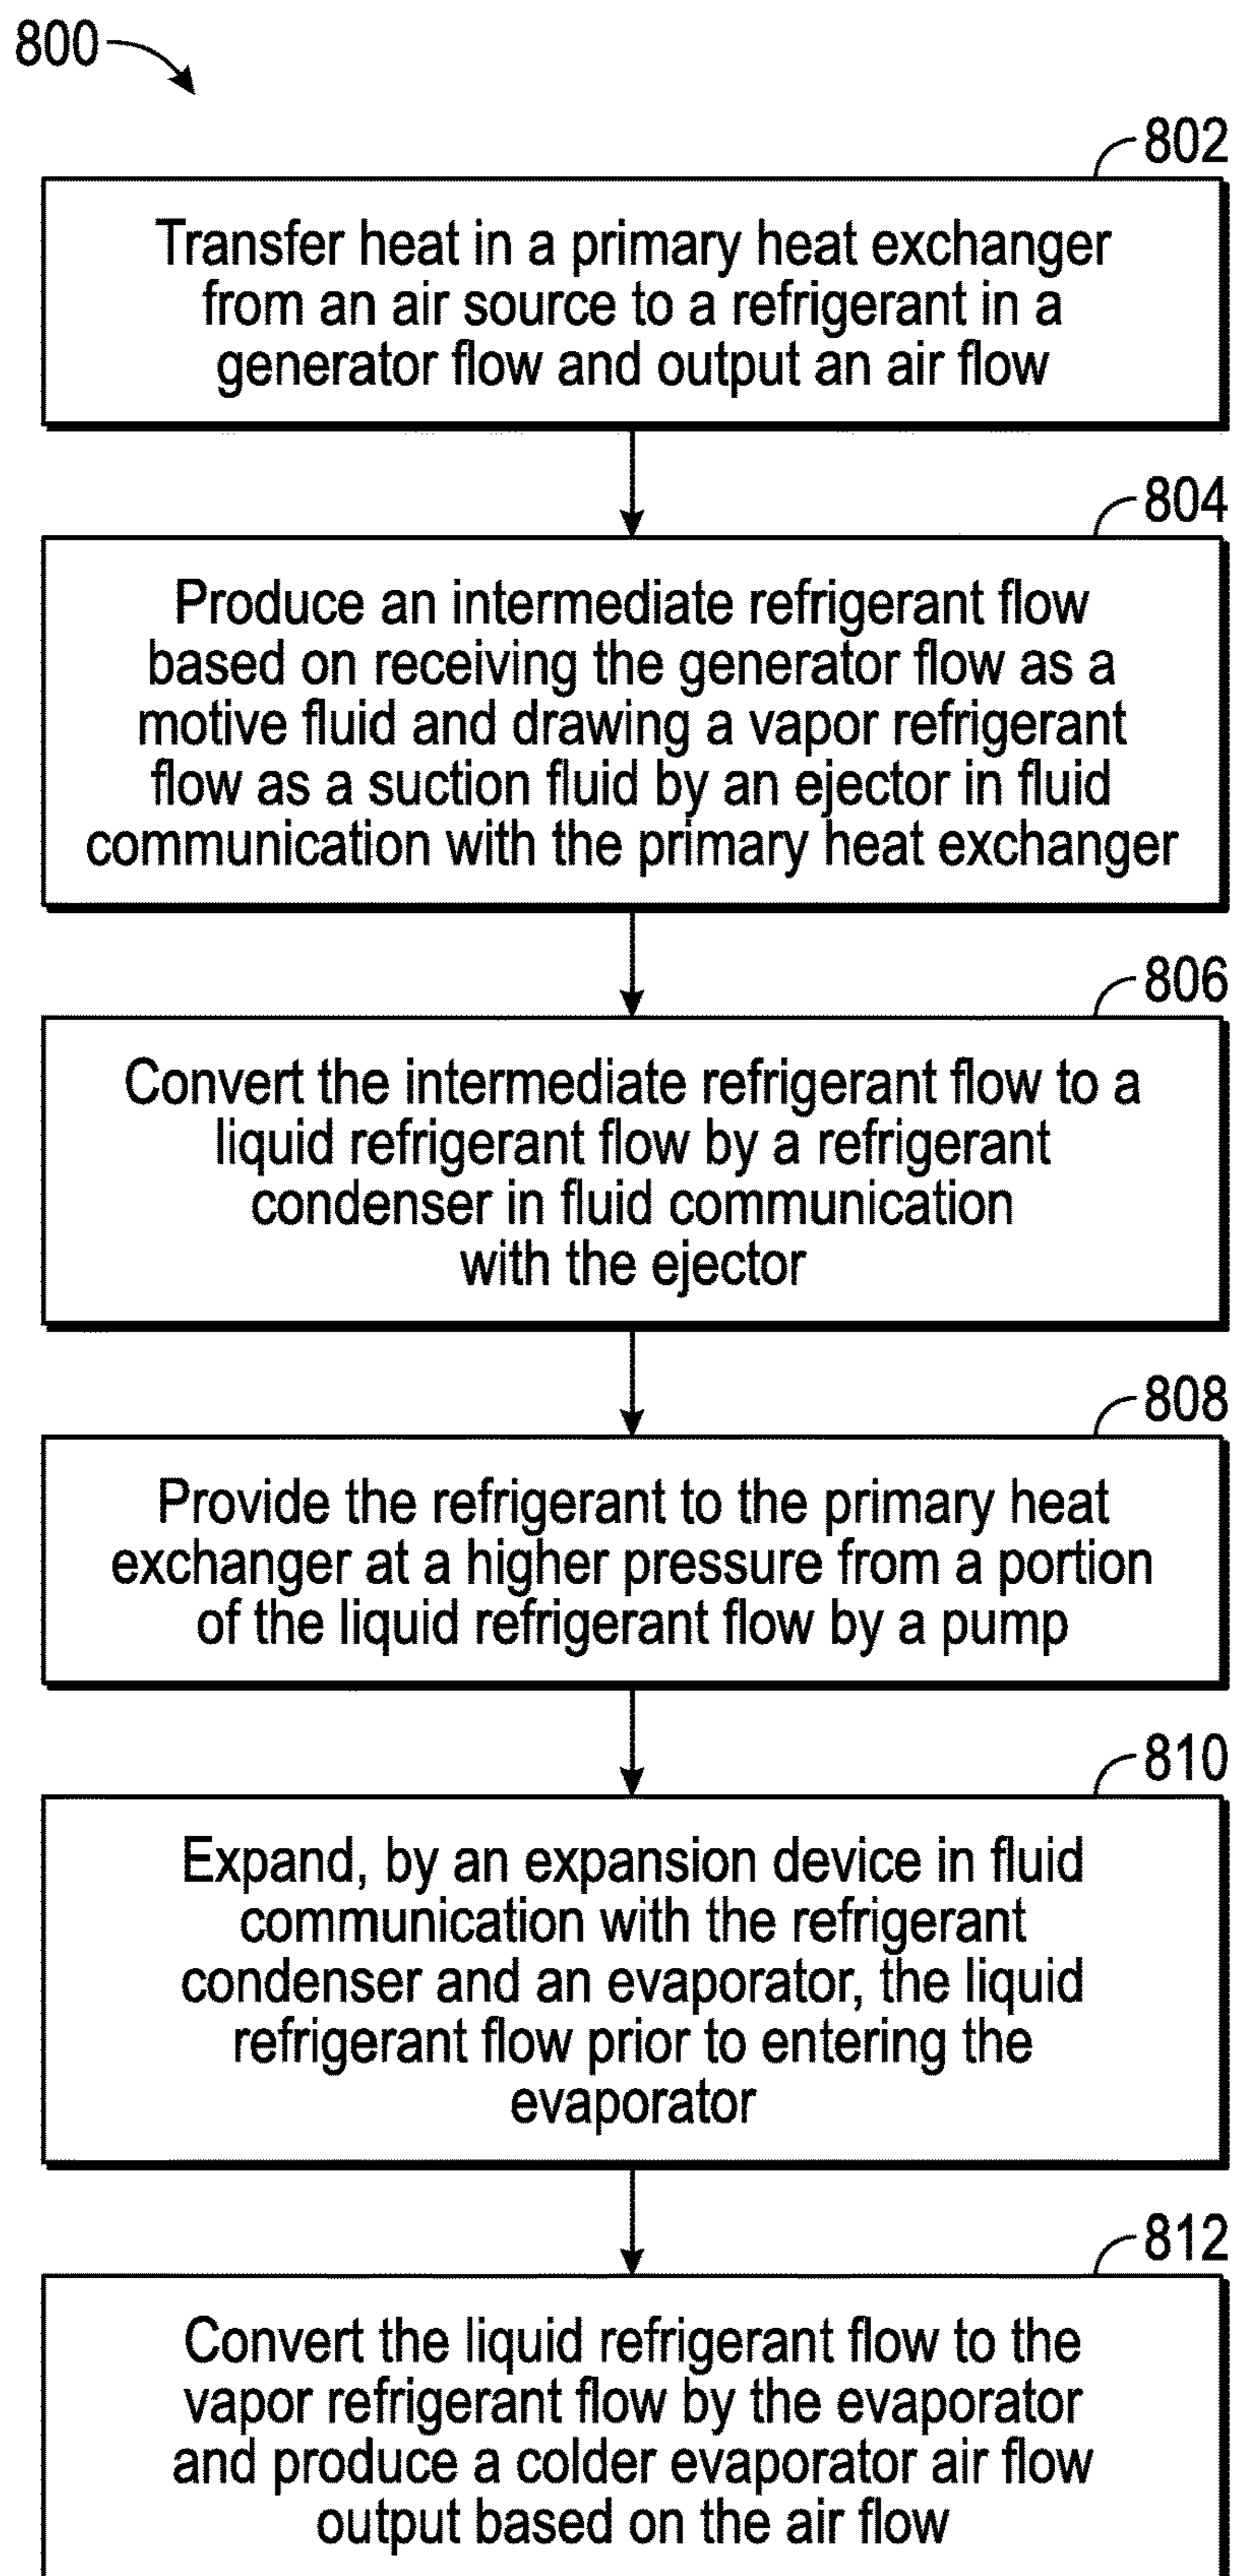 800
802
Transfer heat in a primary heat exchanger
from an air source to a refrigerant in a
generator flow and output an air flow
804
Produce an intermediate refrigerant flow
based on receiving the generator flow as a
motive fluid and drawing a vapor refrigerant
flow as a suction fluid by an ejector in fluid
communication with the primary heat exchanger
806
Convert the intermediate refrigerant flow to a
liquid refrigerant flow by a refrigerant
condenser in fluid communication
with the ejector
808
Provide the refrigerant to the primary heat
exchanger at a higher pressure from a portion
of the liquid refrigerant flow by a pump
810
Expand, by an expansion device in fluid
communication with the refrigerant
condenser and an evaporator, the liquid
refrigerant flow prior to entering the
evaporator
812
Convert the liquid refrigerant flow to the
vapor refrigerant flow by the evaporator
and produce a colder evaporator air flow
output based on the air flow